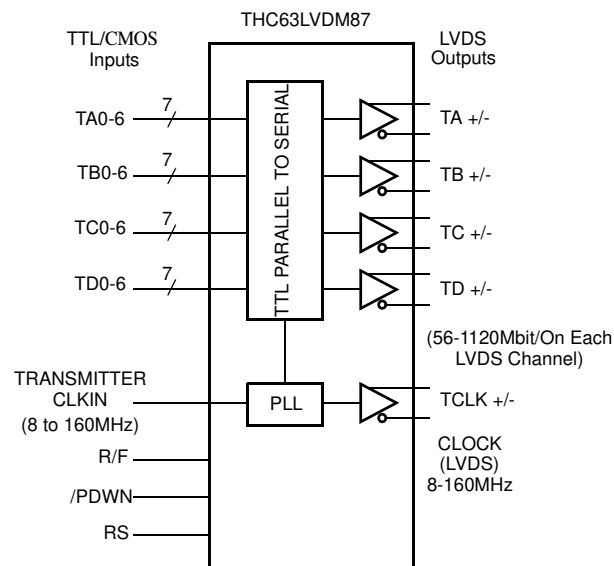 THC63LVDM87
TTL/CMOS
Inputs
LVDS
Outputs
TA0-6
7
TA +/-
TB0-6
7
TB +/-
TC0-6
7
TC +/-
TD0-6
7
TD +/-
TTL PARALLEL TO SERIAL
(56-1120Mbit/On Each
LVDS Channel)
TRANSMITTER
CLKIN
(8 to 160MHz)
PLL
TCLK +/-
CLOCK
(LVDS)
8-160MHz
R/F
/PDWN
RS